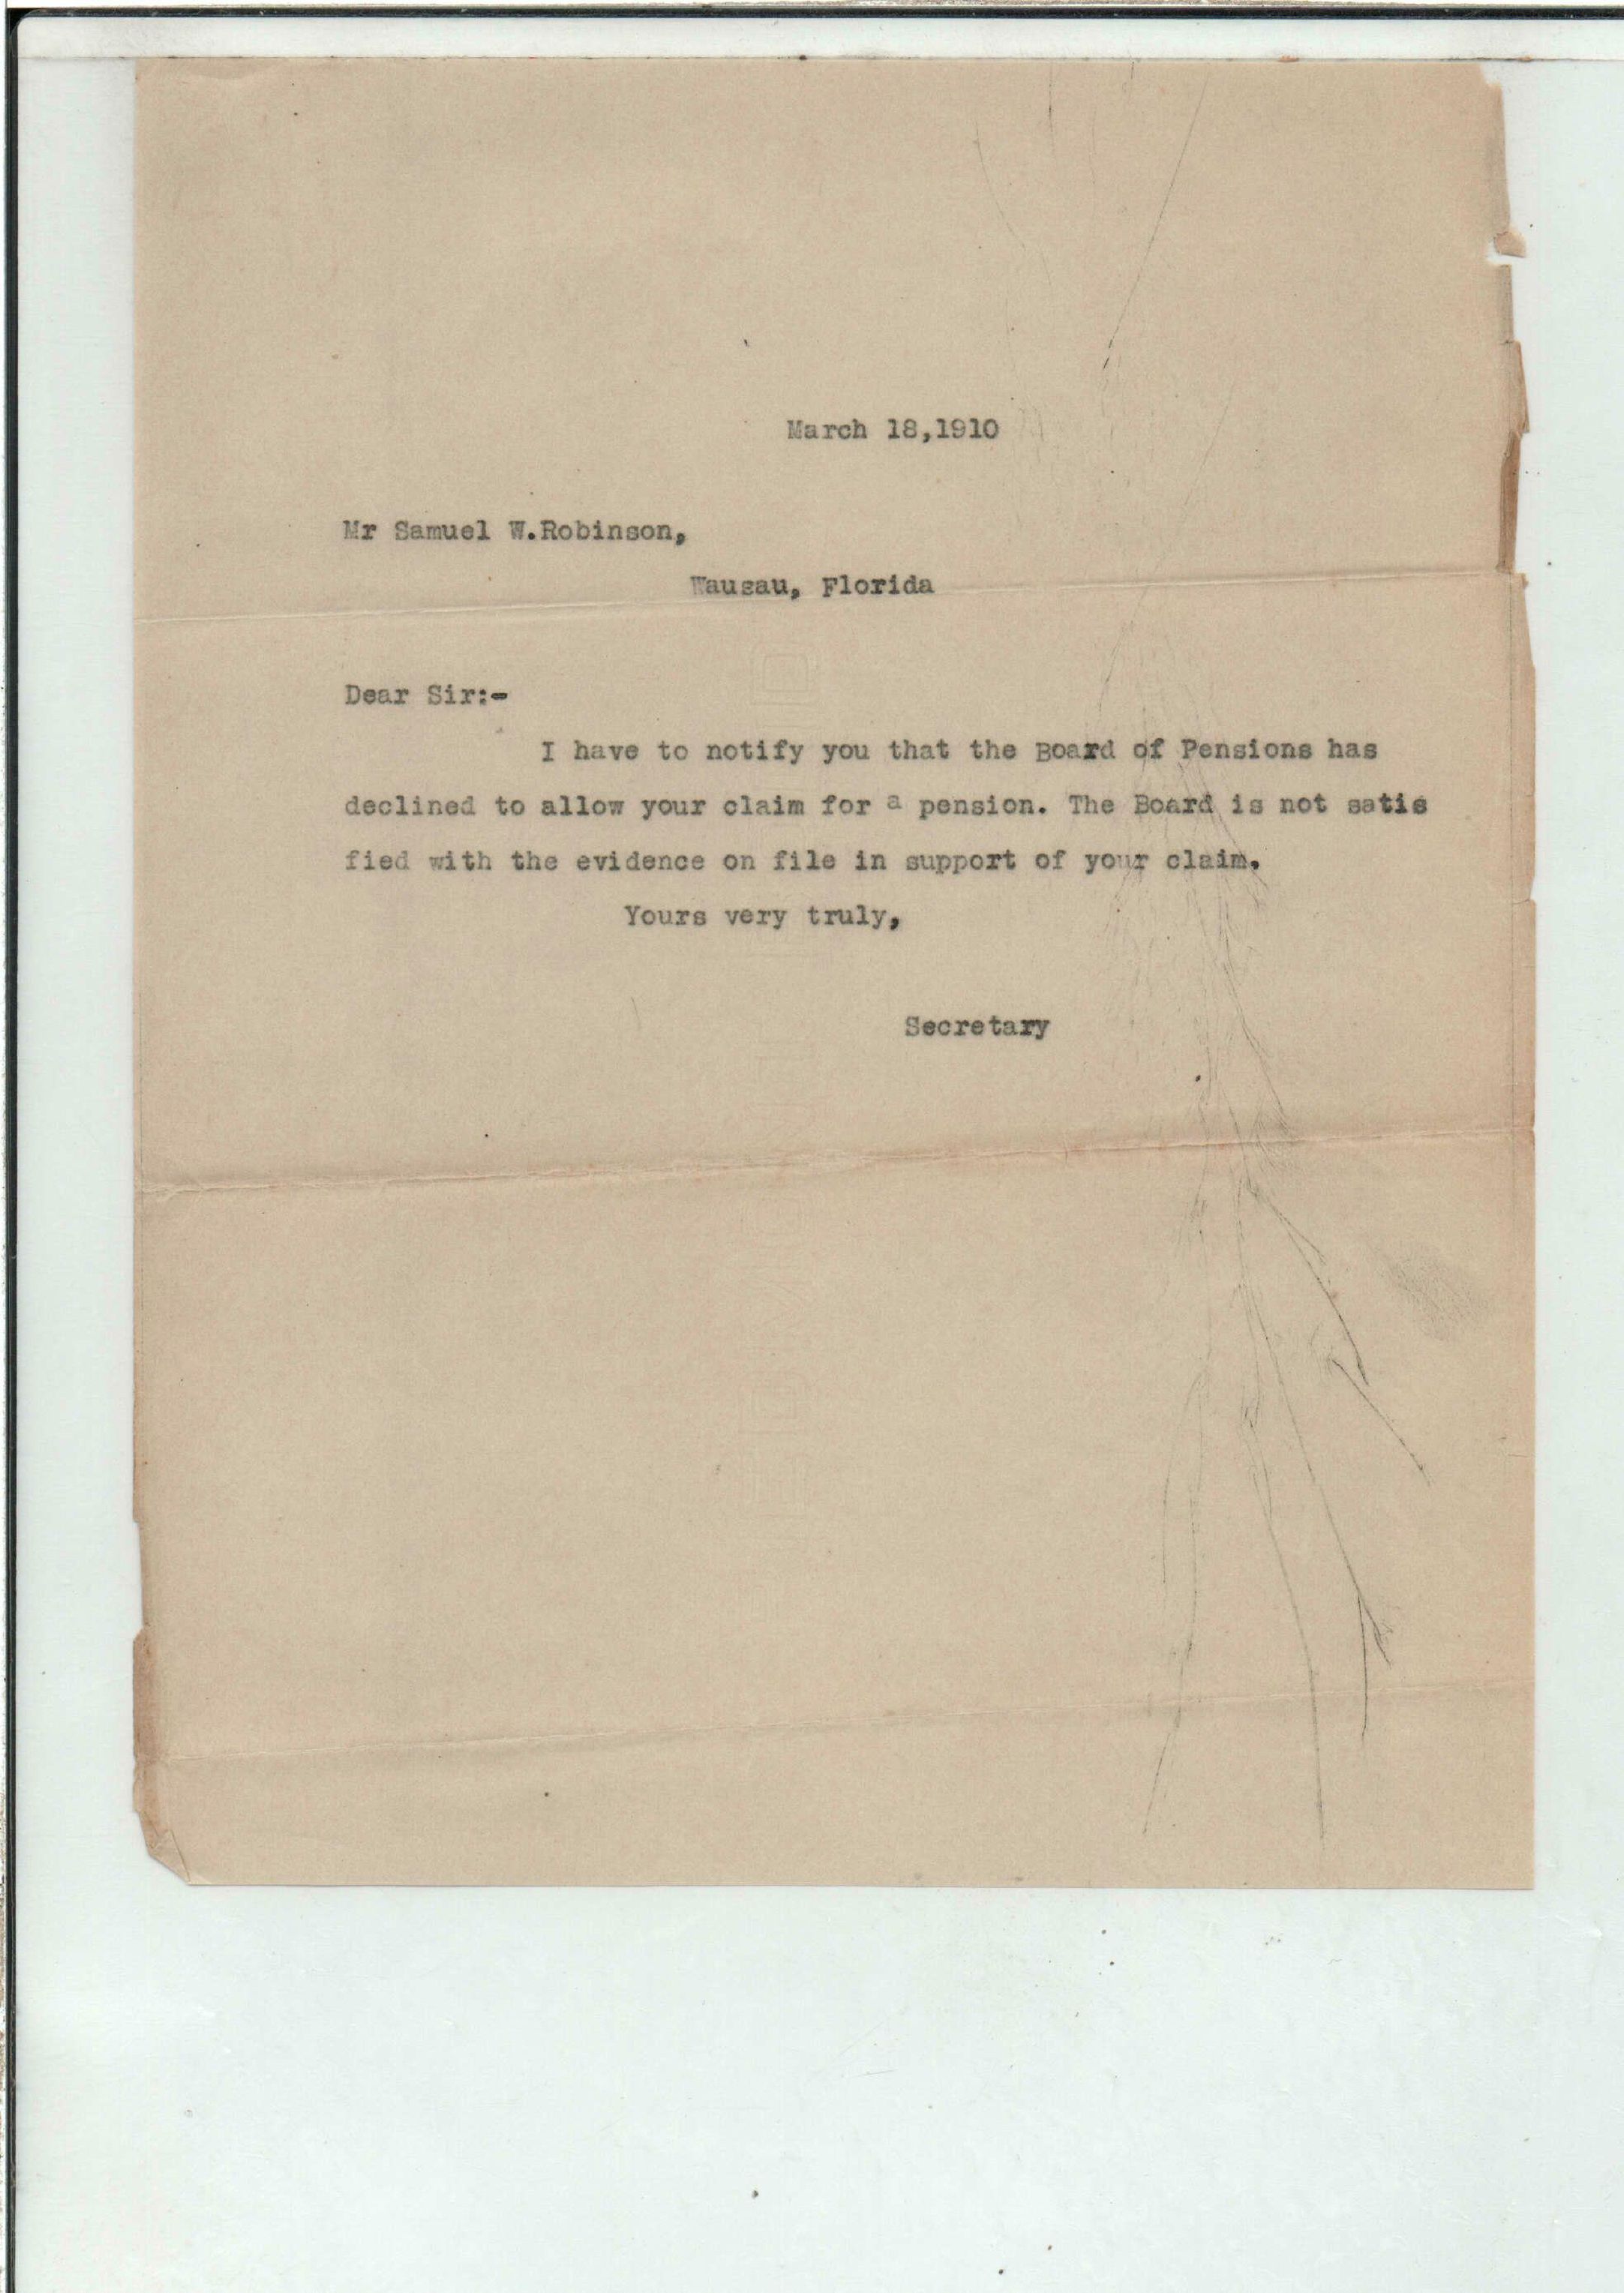 March 18,1910
Mr Samuel W.Robinson,
Wausau, Florida
Dear Sir:-
I have to notify you that the Board of Pensions has
declined to allow your claim for a pension. The Board is not satis
fied with the evidence on file in support of your claim.
Yours very truly,
Secretary